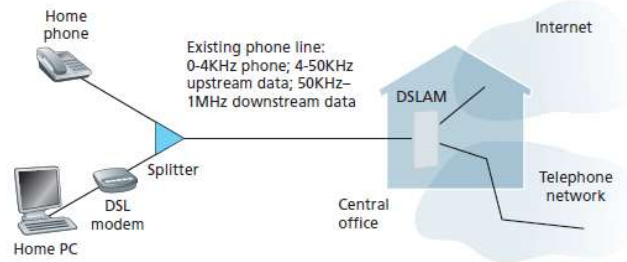 Home
phone
Existing phone line:
0-4KHz phone; 4-50KHz
upstream data; 50KHz–
1MHz downstream data
Internet
DSLAM
Splitter
DSL
modem
Home PC
Central
office
Telephone
network